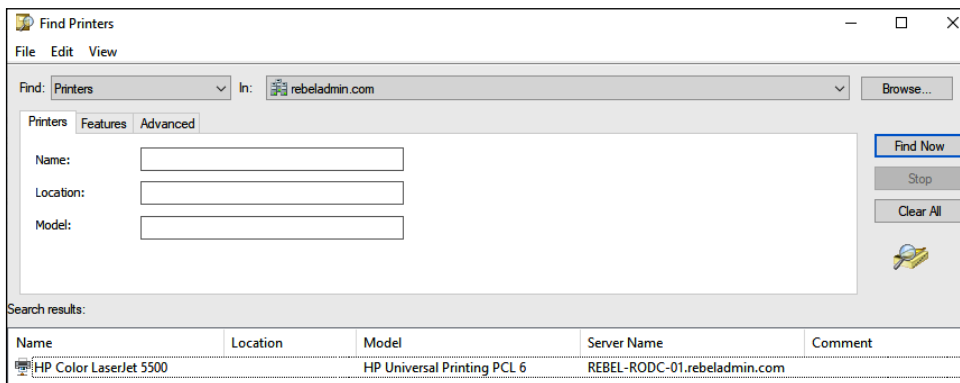 Find Printers
File Edit View
Find: Printers In: rebeladmin.com Browse...
Printers Features Advanced
Find Now
Name:
Stop
Location:
Clear All
Model:
Search results:
Name Location Model Server Name Comment
HP Color LaserJet 5500 HP Universal Printing PCL 6 REBEL-RODC-01.rebeladmin.com